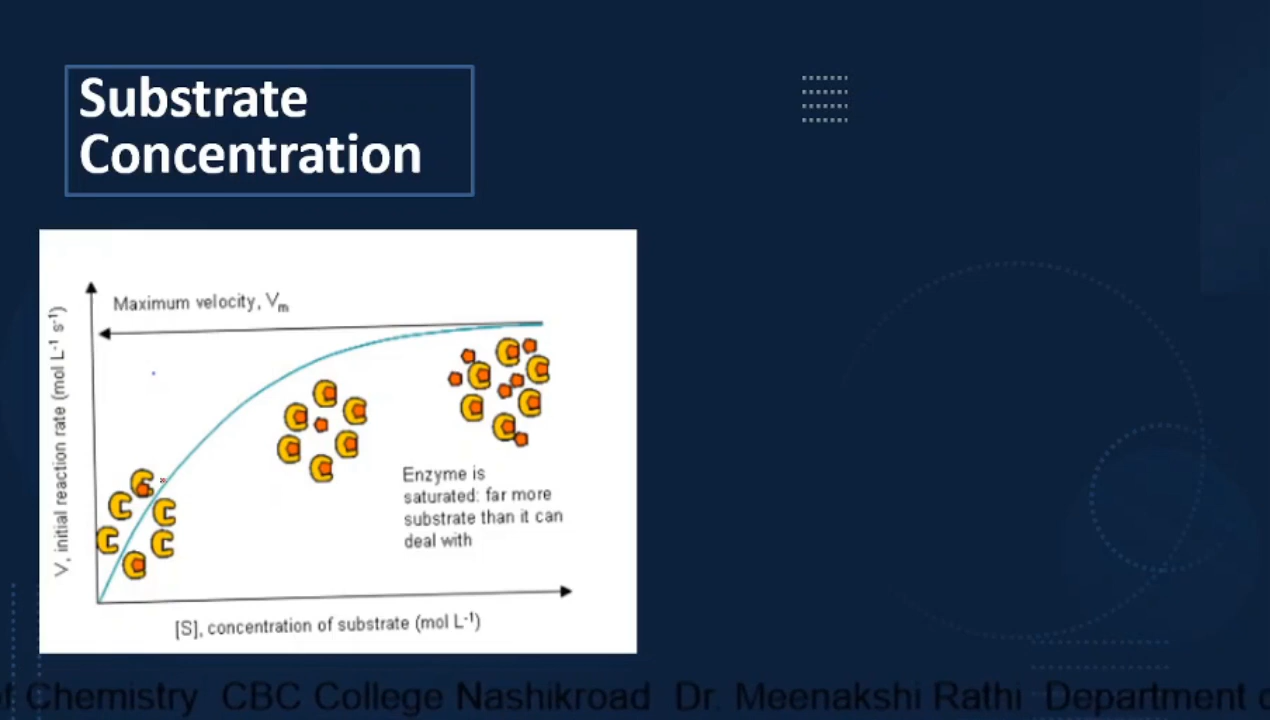 Substrate
Concentration
Maximum velocity, Vm
V, initial reaction rate (mol L-1 s-1)
Enzyme is
saturated: far more
substrate than it can
deal with
[S], concentration of substrate (mol L-1)
of Chemistry CBC College Nashikroad Dr. Meenakshi Rathi Department